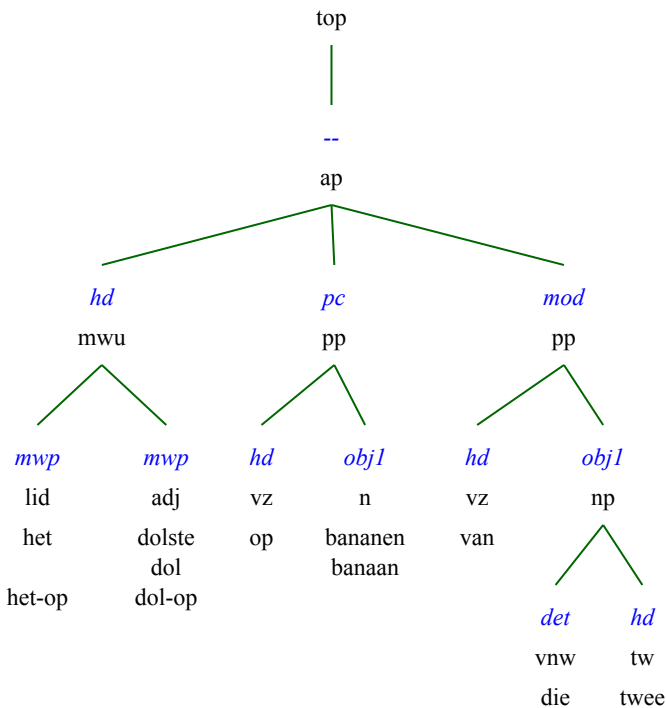 top
--
ap
hd pc mod
mwu pp pp
mwp mwp hd obj1 hd obj1
lid adj vz n vz np
het dolste op bananen van
dol banaan
het-op dol-op
det hd
vnw tw
die twee